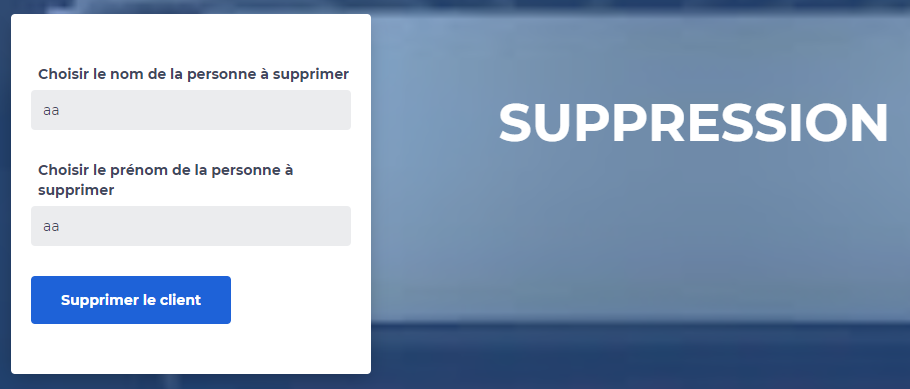 Choisir le nom de la personne à supprimer
aa
Choisir le prénom de la personne à
supprimer
aa
Supprimer le client
SUPPRESSION